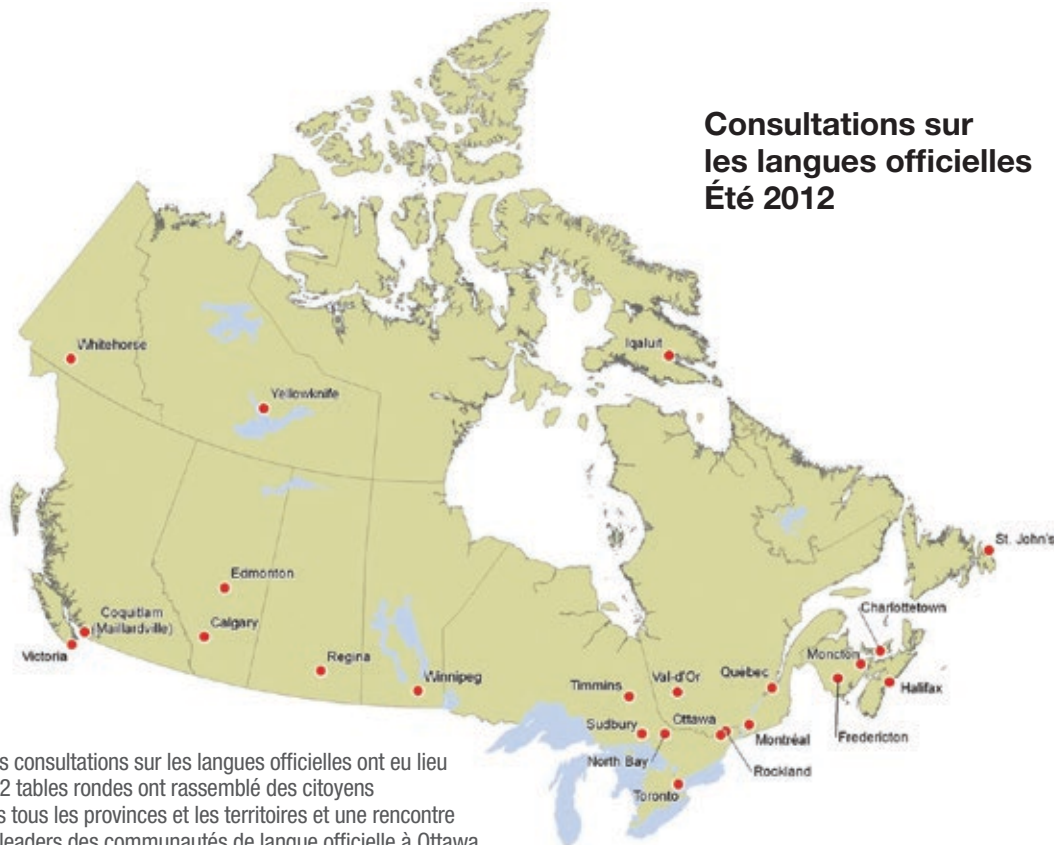 Consultations sur
les langues officielles
Été 2012
Whitehorse
Iqaluit
Yellowknife
St. John's
Edmonton
Charlottetown
Coquitlam
(Maillardville)
Calgary
Victoria
Regina
Moncton
Winnipeg
Timmins
Val-d'Or
Québec
Halifax
Sudbury
Ottawa
Montréal
Fredericton
North Bay
Rockland
Toronto
s consultations sur les langues officielles ont eu lieu
2 tables rondes ont rassemblé des citoyens
s tous les provinces et les territoires et une rencontre
leaders des communautés de langue officielle à Ottawa